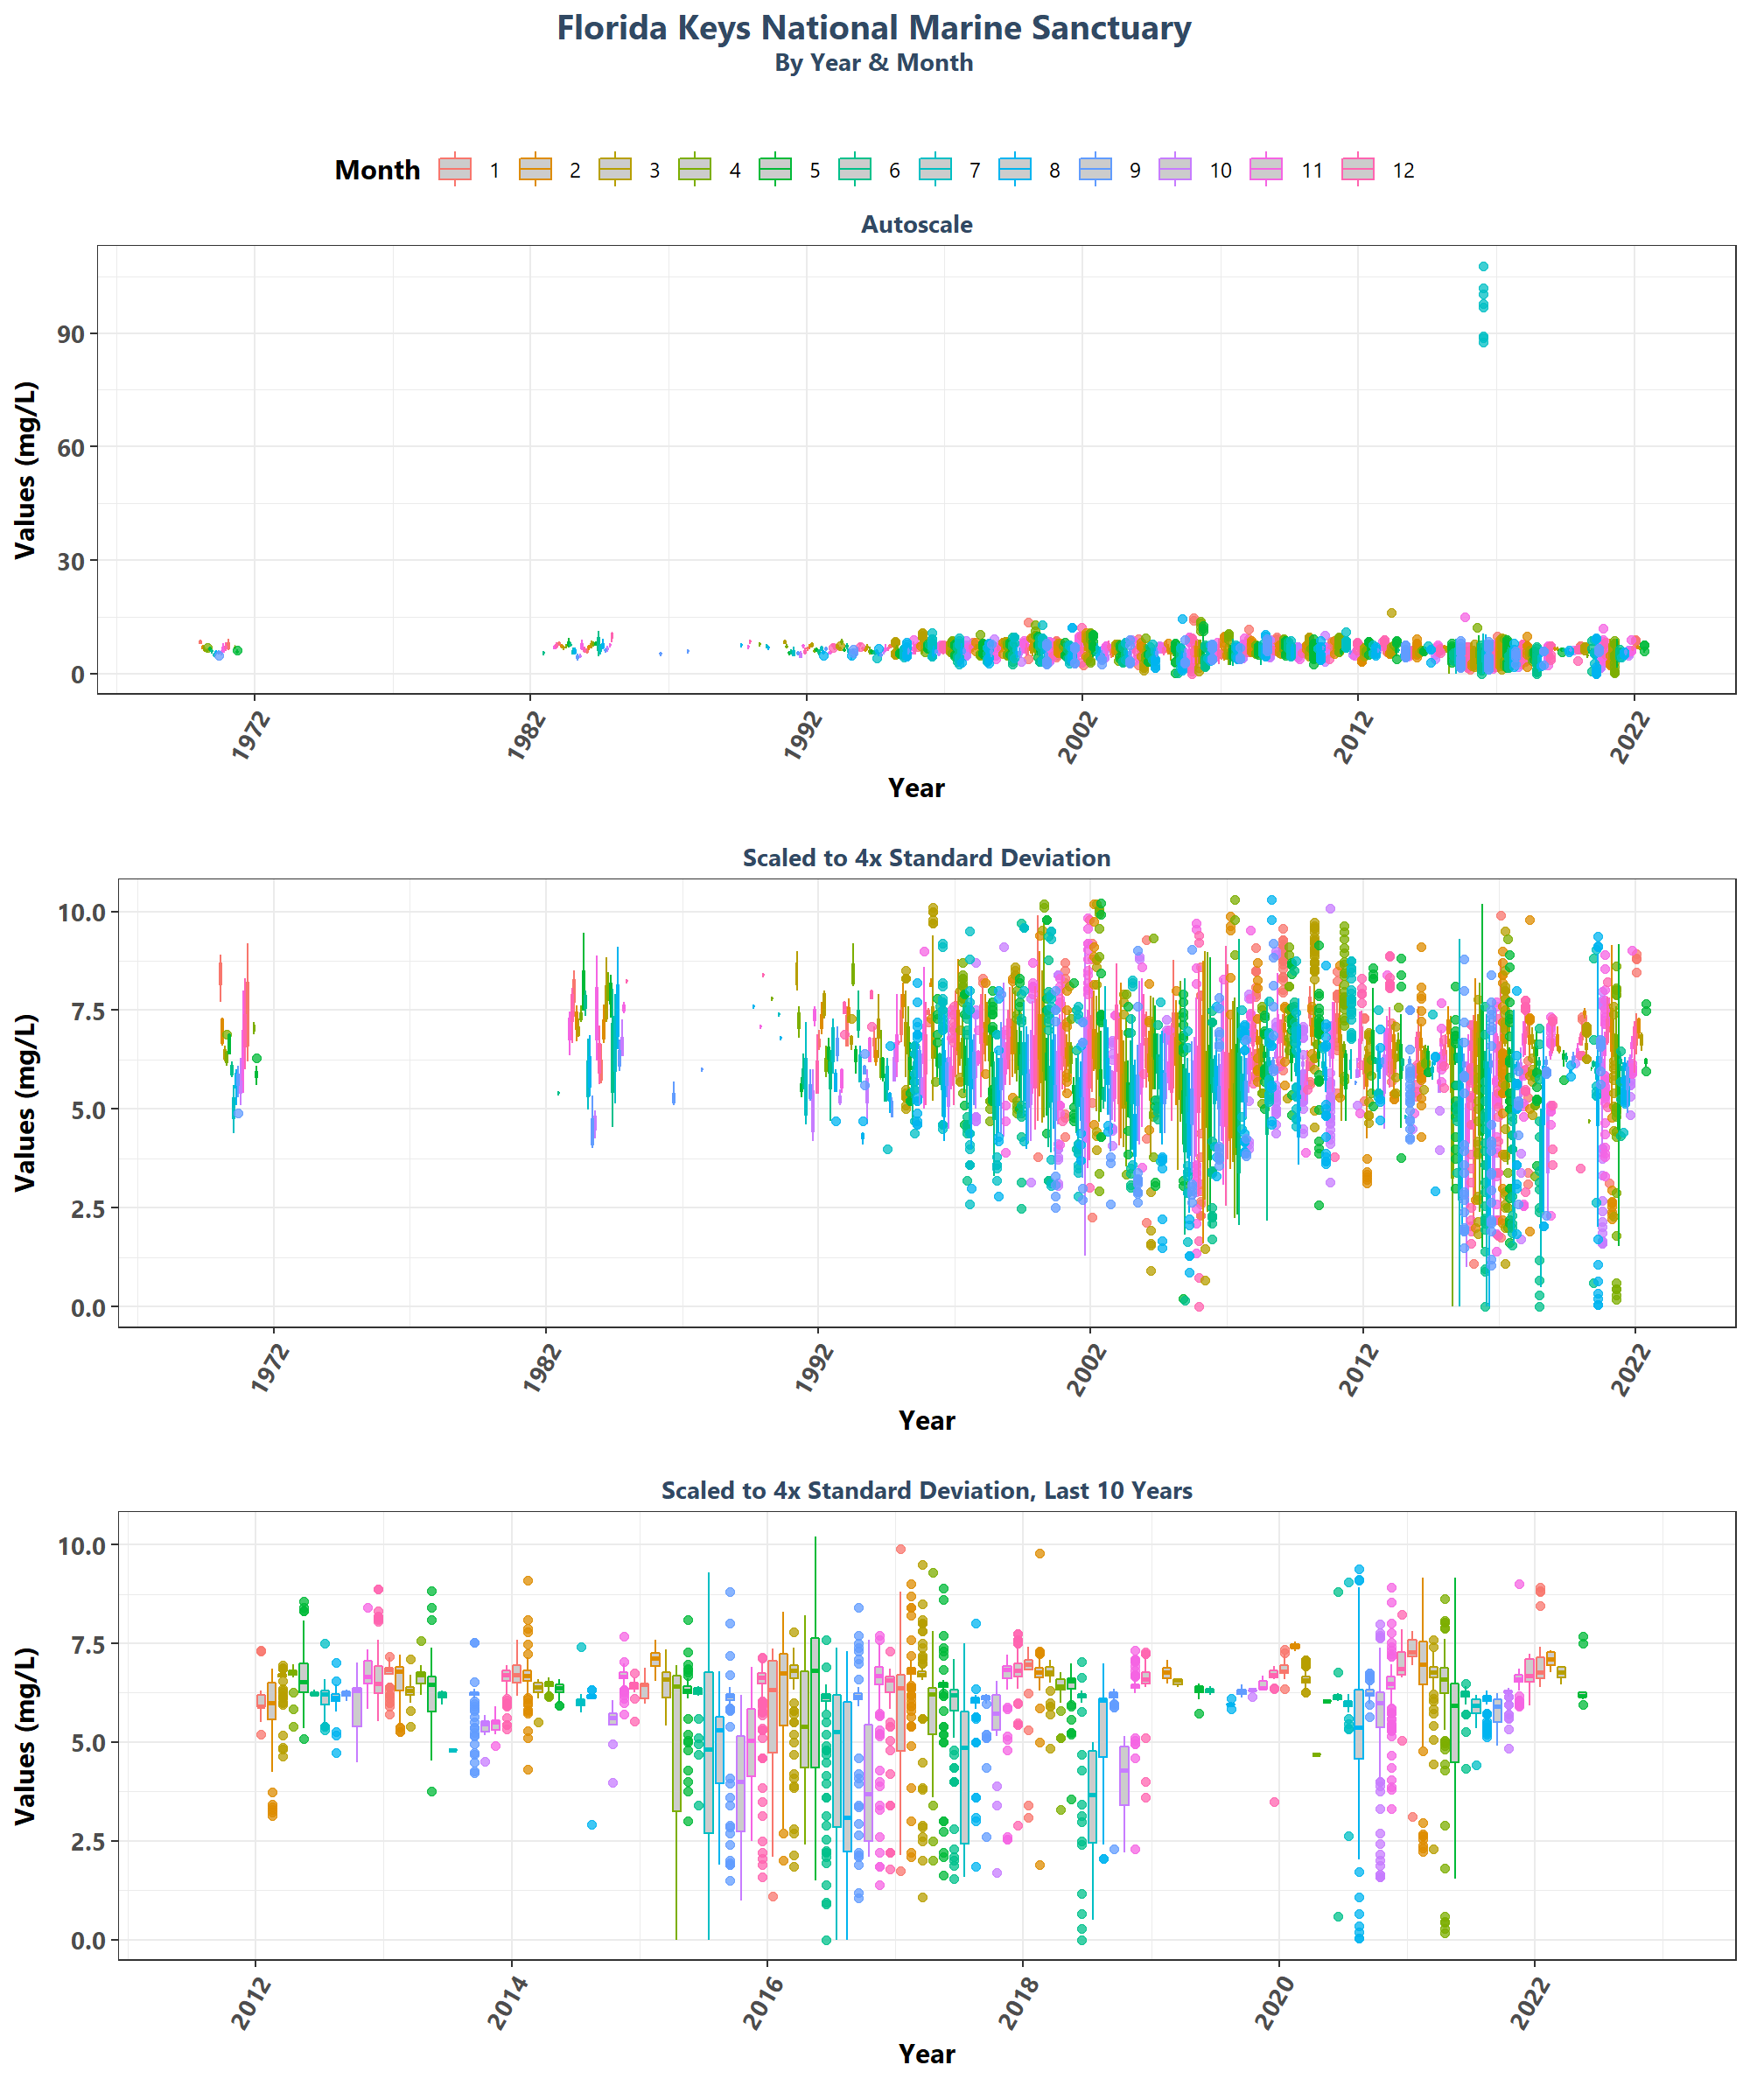 Florida Keys National Marine Sanctuary
By Year & Month
Month 1 2 3 4 5 6 7 8 9 10 11 12
Autoscale
Values (mg/L)
90
60
30
0
1972 1982 1992 2002 2012 2022
Year
Scaled to 4x Standard Deviation
Values (mg/L)
10.0
7.5
5.0
2.5
0.0
1972 1982 1992 2002 2012 2022
Year
Scaled to 4x Standard Deviation, Last 10 Years
Values (mg/L)
10.0
7.5
5.0
2.5
0.0
2012 2014 2016 2018 2020 2022
Year